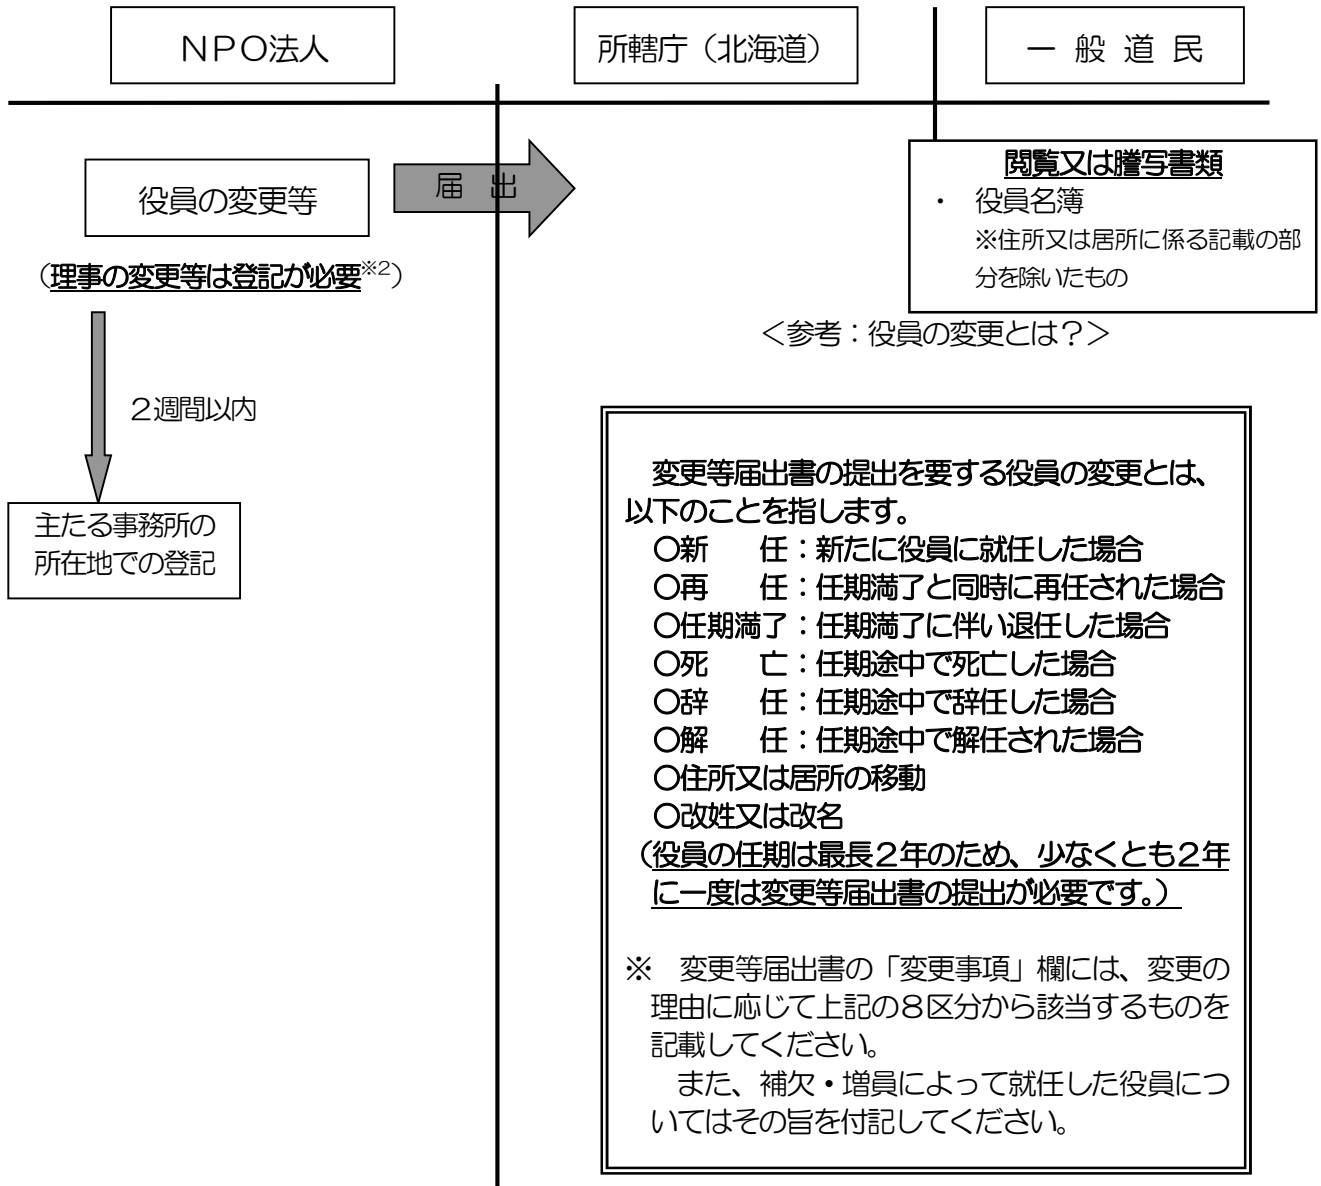 NPO法人
所轄庁（北海道）
一 般 道 民
役員の変更等
届 出
閲覧又は謄写書類
・ 役員名簿
※住所又は居所に係る記載の部
分を除いたもの
（理事の変更等は登記が必要※2）
＜参考：役員の変更とは？＞
２週間以内
主たる事務所の
所在地での登記
変更等届出書の提出を要する役員の変更とは、
以下のことを指します。
○新　　任：新たに役員に就任した場合
○再　　任：任期満了と同時に再任された場合
○任期満了：任期満了に伴い退任した場合
○死　　亡：任期途中で死亡した場合
○辞　　任：任期途中で辞任した場合
○解　　任：任期途中で解任された場合
○住所又は居所の移動
○改姓又は改名
（役員の任期は最長２年のため、少なくとも２年
に一度は変更等届出書の提出が必要です。）
※　変更等届出書の「変更事項」欄には、変更の
理由に応じて上記の８区分から該当するものを
記載してください。
また、補欠・増員によって就任した役員につ
いてはその旨を付記してください。